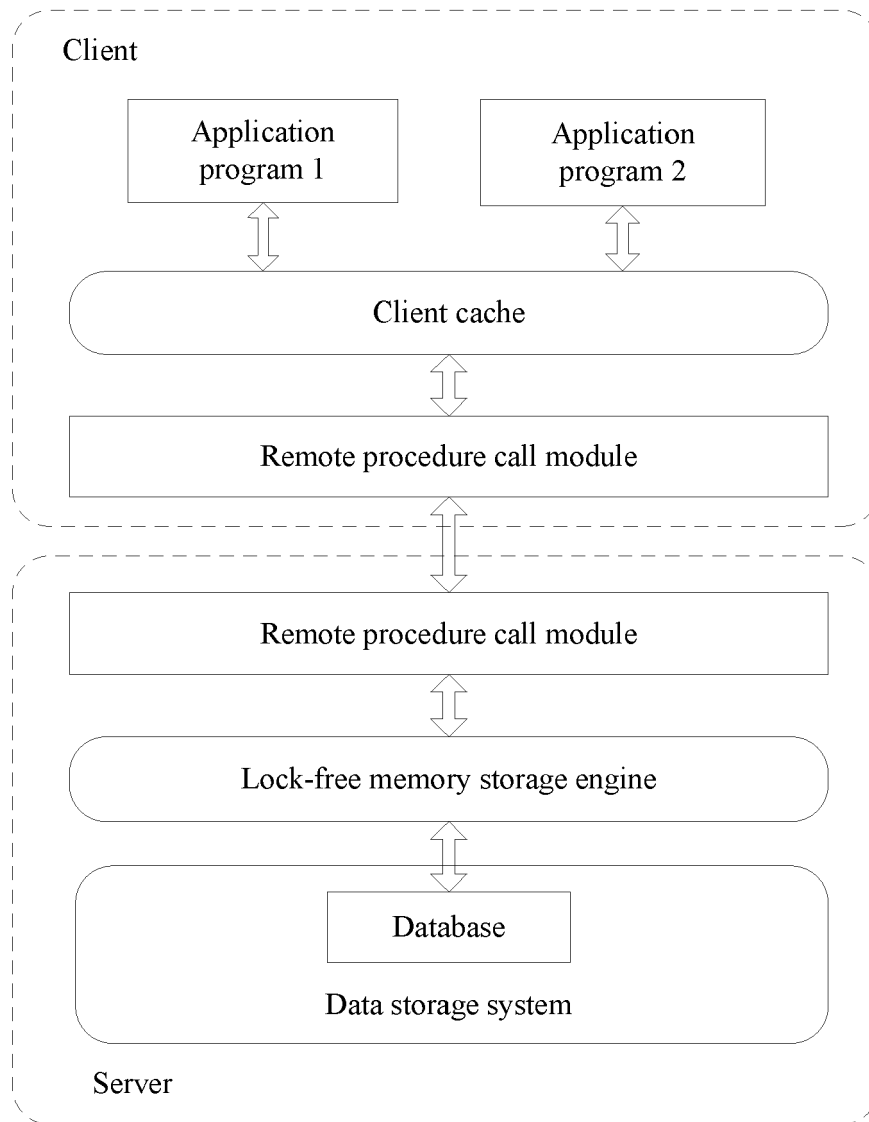 Client
Application
program 1
Application
program 2
Client cache
Remote procedure call module
Remote procedure call module
Lock-free memory storage engine
Database
Data storage system
Server